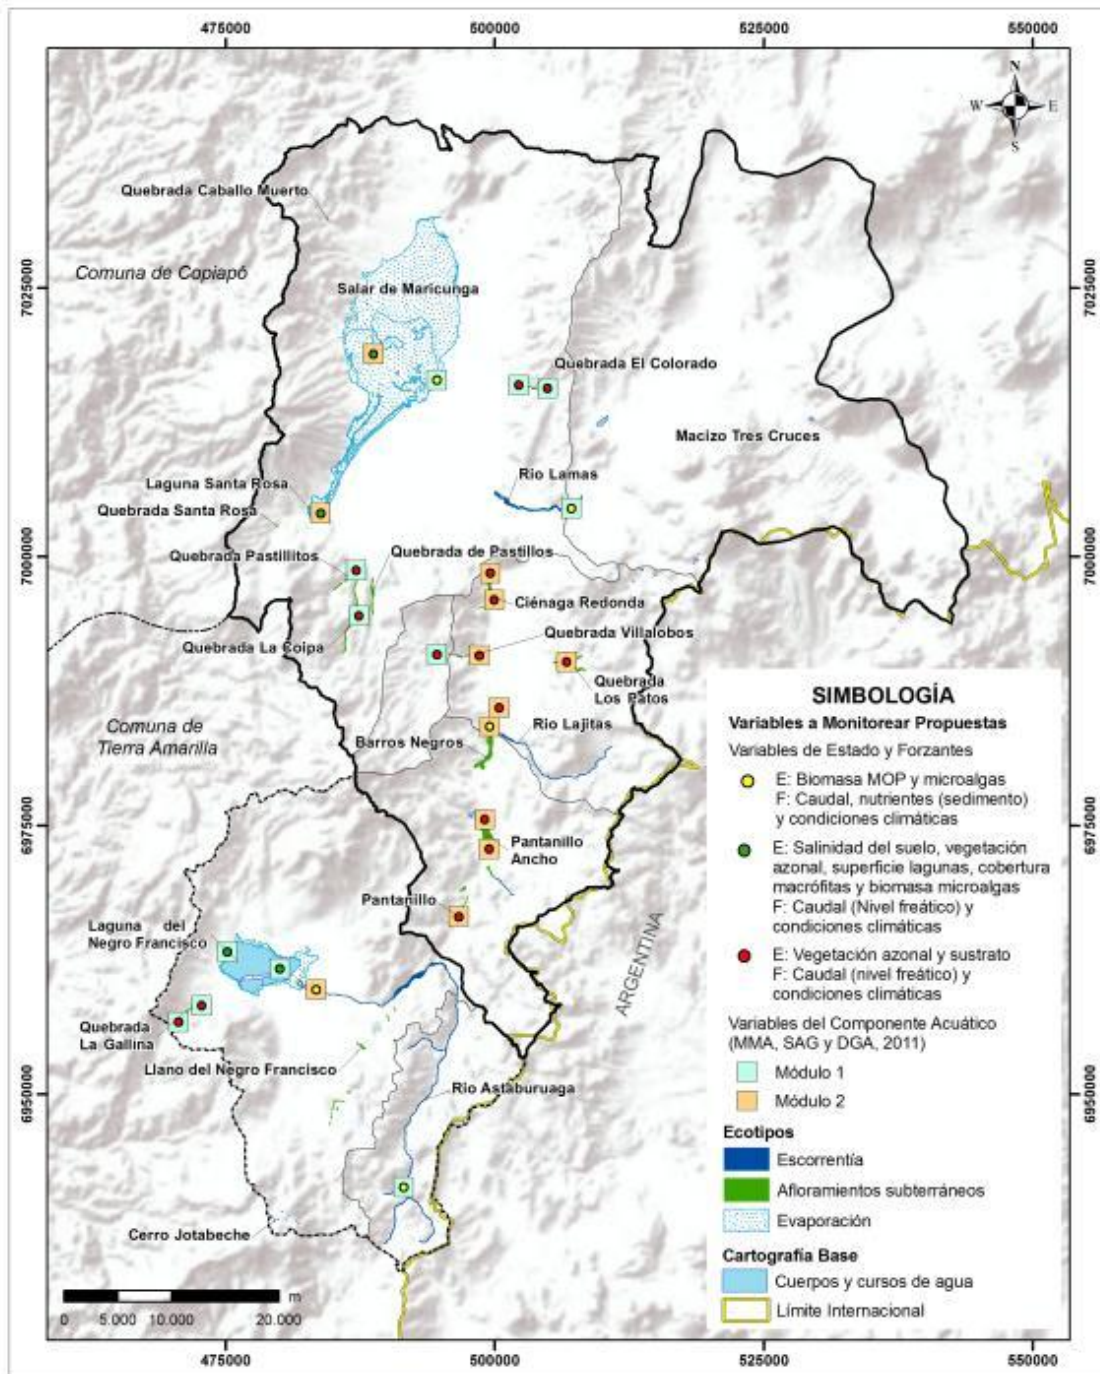 475000
500000
525000
550000
N
W
E
S
Quebrada Caballo Muerto
Comuna de Copiapó
Salar de Maricunga
7025000
7025000
Quebrada El Colorado
Macizo Tres Cruces
Rio Lamas
Laguna Santa Rosa
Quebrada Santa Rosa
Quebrada Pastillitos
Quebrada de Pastillos
7000000
7000000
Ciénaga Redonda
Quebrada Villalobos
Quebrada La Coipa
Quebrada
Los Patos
Comuna de
Tierra Amarilla
Rio Lajitas
Barros Negros
6975000
6975000
Pantanillo
Ancho
Pantanillo
Laguna del
Negro Francisco
ARGENTINA
Quebrada
La Gallina
Llano del Negro Francisco
Rio Astaburuaga
6950000
6950000
Cerro Jotabeche
m
0
5.000
10.000
20.000
SIMBOLOGÍA
Variables a Monitorear Propuestas
Variables de Estado y Forzantes
E: Biomasa MOP y microalgas
F: Caudal, nutrientes (sedimento)
y condiciones climáticas
E: Salinidad del suelo, vegetación
azonal, superficie lagunas, cobertura
macrófitas y biomasa microalgas
F: Caudal (Nivel freático) y
condiciones climáticas
E: Vegetación azonal y sustrato
F: Caudal (nivel freático) y
condiciones climáticas
Variables del Componente Acuático
(MMA, SAG y DGA, 2011)
Módulo 1
Módulo 2
Ecotipos
Escorrentía
Afloramientos subterráneos
Evaporación
Cartografía Base
Cuerpos y cursos de agua
Límite Internacional
475000
500000
525000
550000